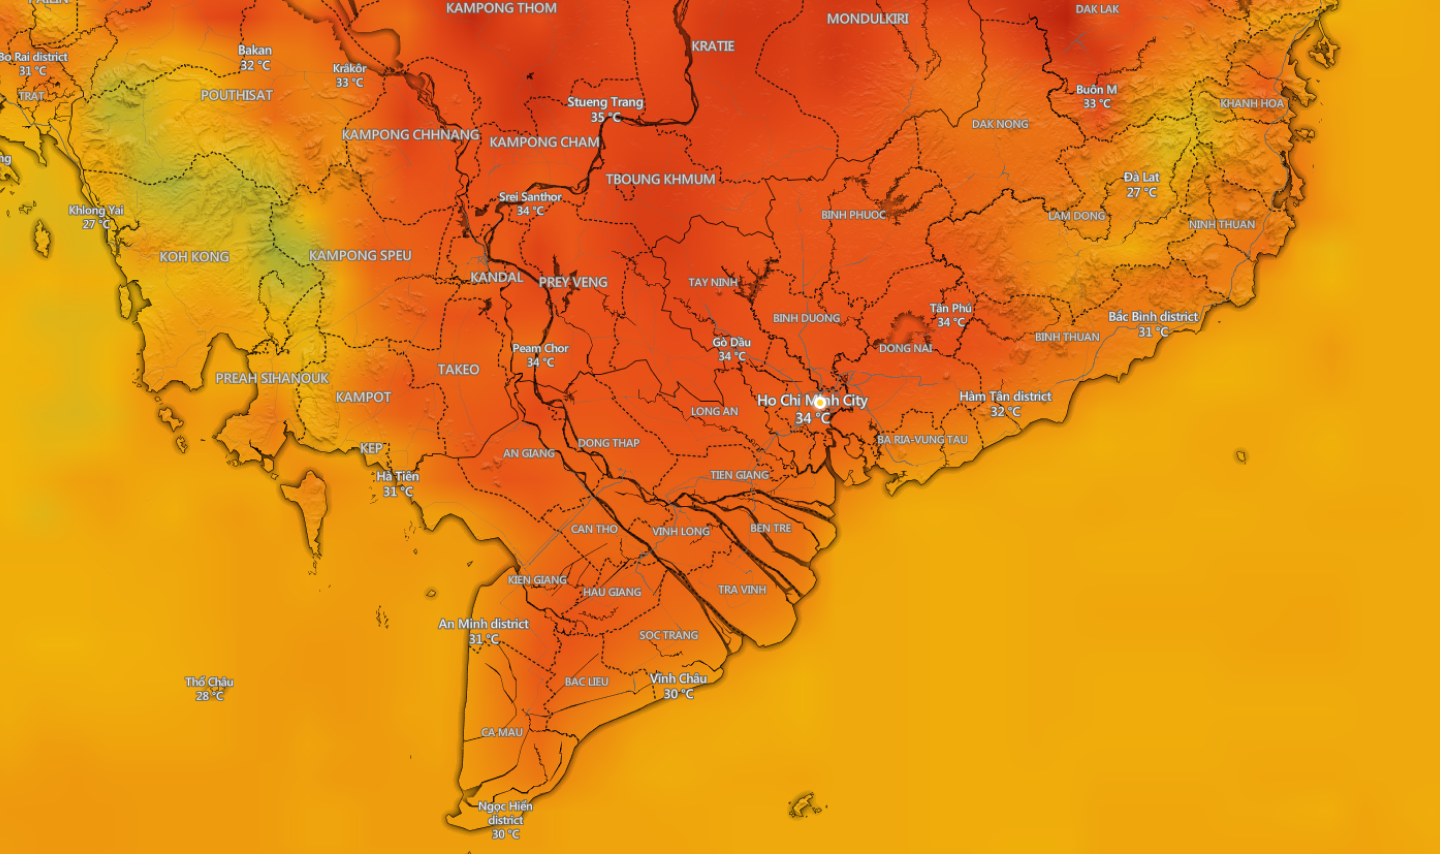 PAILIN
KAMPONG THOM
MONDULKIRI
DAK LAK
KRATIE
Bo Rai district
31 °C
Bakan
32 °C
Krâkôr
33 °C
TRAT
POUTHISAT
Stueng Trang
35 °C
Buôn M
33 °C
KHANH HOA
KAMPONG CHHNANG
KAMPONG CHAM
DAK NONG
ng
TBOUNG KHMUM
Đà Lat
27 °C
Srei Santhor
34 °C
Khlong Yai
27 °C
BINH PHUOC
LAM DONG
NINH THUAN
KOH KONG
KAMPONG SPEU
KANDAL
PREY VENG
TAY NINH
BINH DUONG
Tân Phú
34 °C
Bắc Bình district
31 °C
BINH THUAN
Peam Chor
34 °C
Gò Dầu
34 °C
DONG NAI
TAKEO
PREAH SIHANOUK
KAMPOT
Ho Chi Minh City
34 °C
Hàm Tân district
32 °C
LONG AN
BA RIA-VUNG TAU
KEP
AN GIANG
DONG THAP
Hà Tiên
31 °C
TIEN GIANG
CAN THO
VINH LONG
BEN TRE
KIEN GIANG
HAU GIANG
TRA VINH
An Minh district
31 °C
SOC TRANG
Thổ Châu
28 °C
BAC LIEU
Vĩnh Châu
30 °C
CA MAU
Ngọc Hiển
district
30 °C